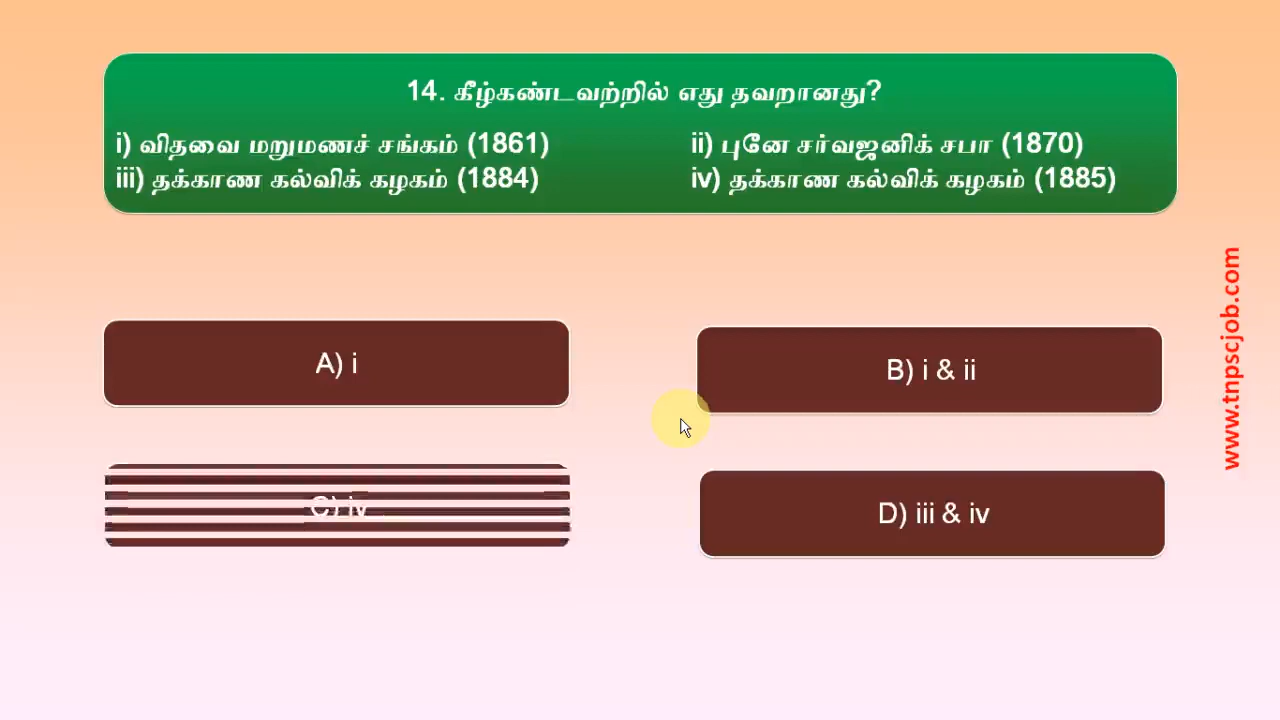 14. கீழ்கண்டவற்றில் எது தவறானது?
i) விதவை மறுமணச் சங்கம் (1861) ii) புனே சர்வஜனிக் சபா (1870)
iii) தக்காண கல்விக் கழகம் (1884) iv) தக்காண கல்விக் கழகம் (1885)
A) i
B) i & ii
C) iv
D) iii & iv
www.tnpscjob.com